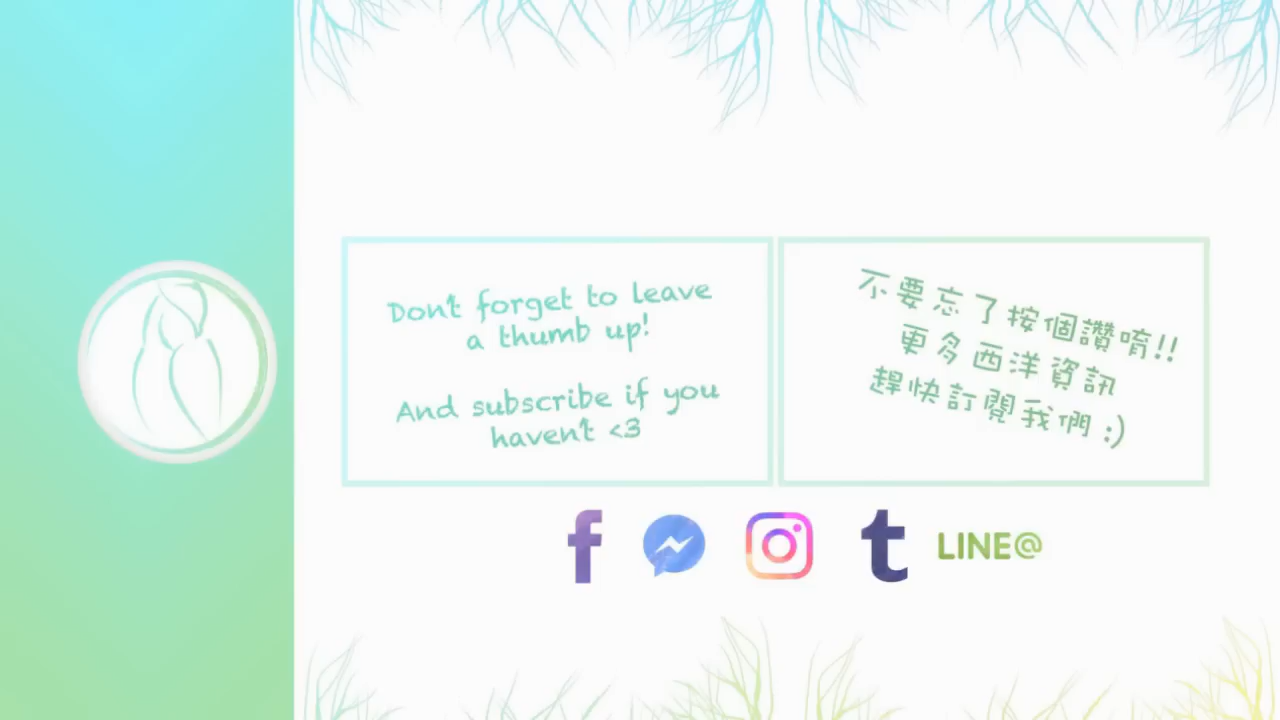 Don't forget to leave
a thumb up!
And subscribe if you
haven't <3
不要忘了按個讚唷!!
更多西洋資訊
趕快訂閱我們 :)
LINE@